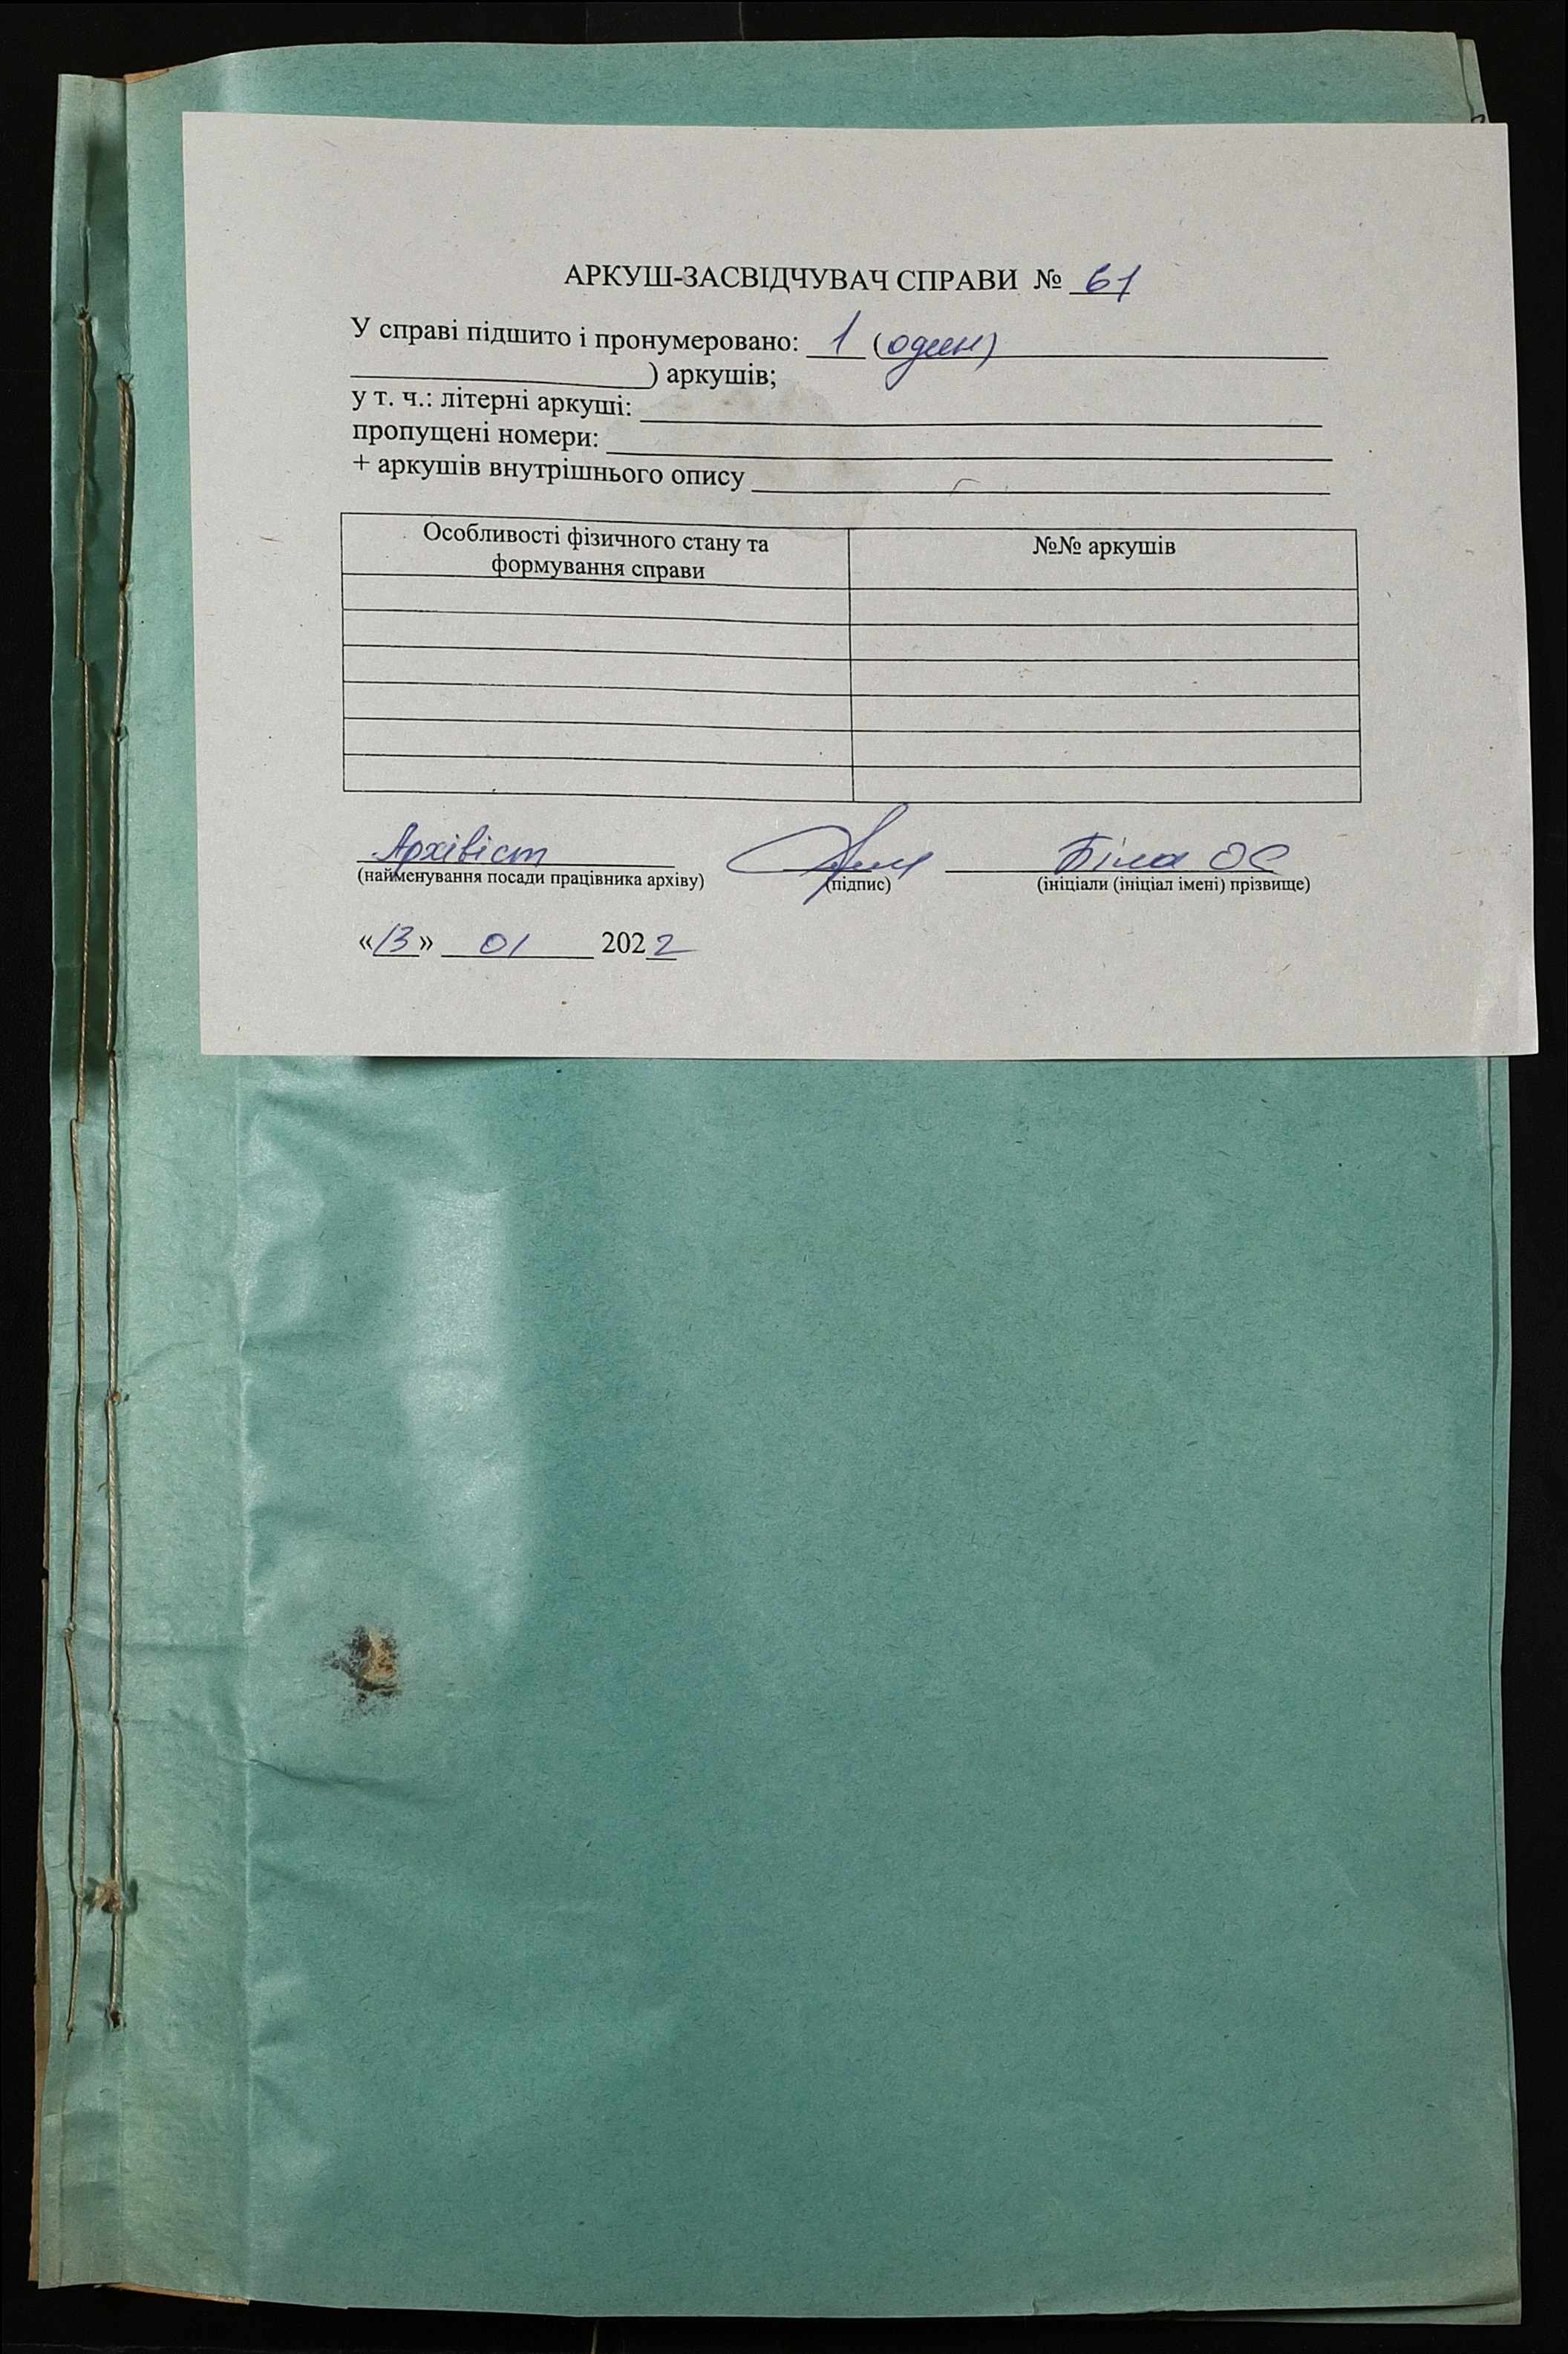 АРКУШ-ЗАСВІДЧУВАЧ СПРАВИ № 61
У справі підшито і пронумеровано: 1 (один)
) аркушів;
у т. ч.: літерні аркуші:
пропущені номери:
+ аркушів внутрішнього опису
Особливості фізичного стану та формування справи №№ аркушів
Архівіст Біла ОС
(найменування посади працівника архіву) (підпис) (ініціали (ініціал імені) прізвище)
«13» 01 2022